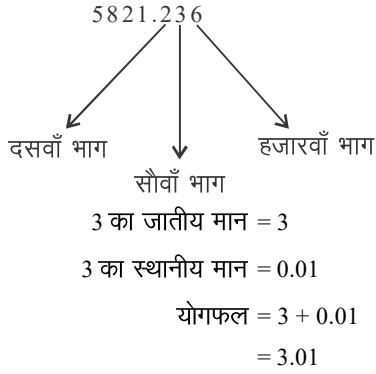 5821.236
दसवाँ भाग
सौवाँ भाग
हजारवाँ भाग
3 का जातीय मान = 3
3 का स्थानीय मान = 0.01
योगफल = 3 + 0.01
= 3.01